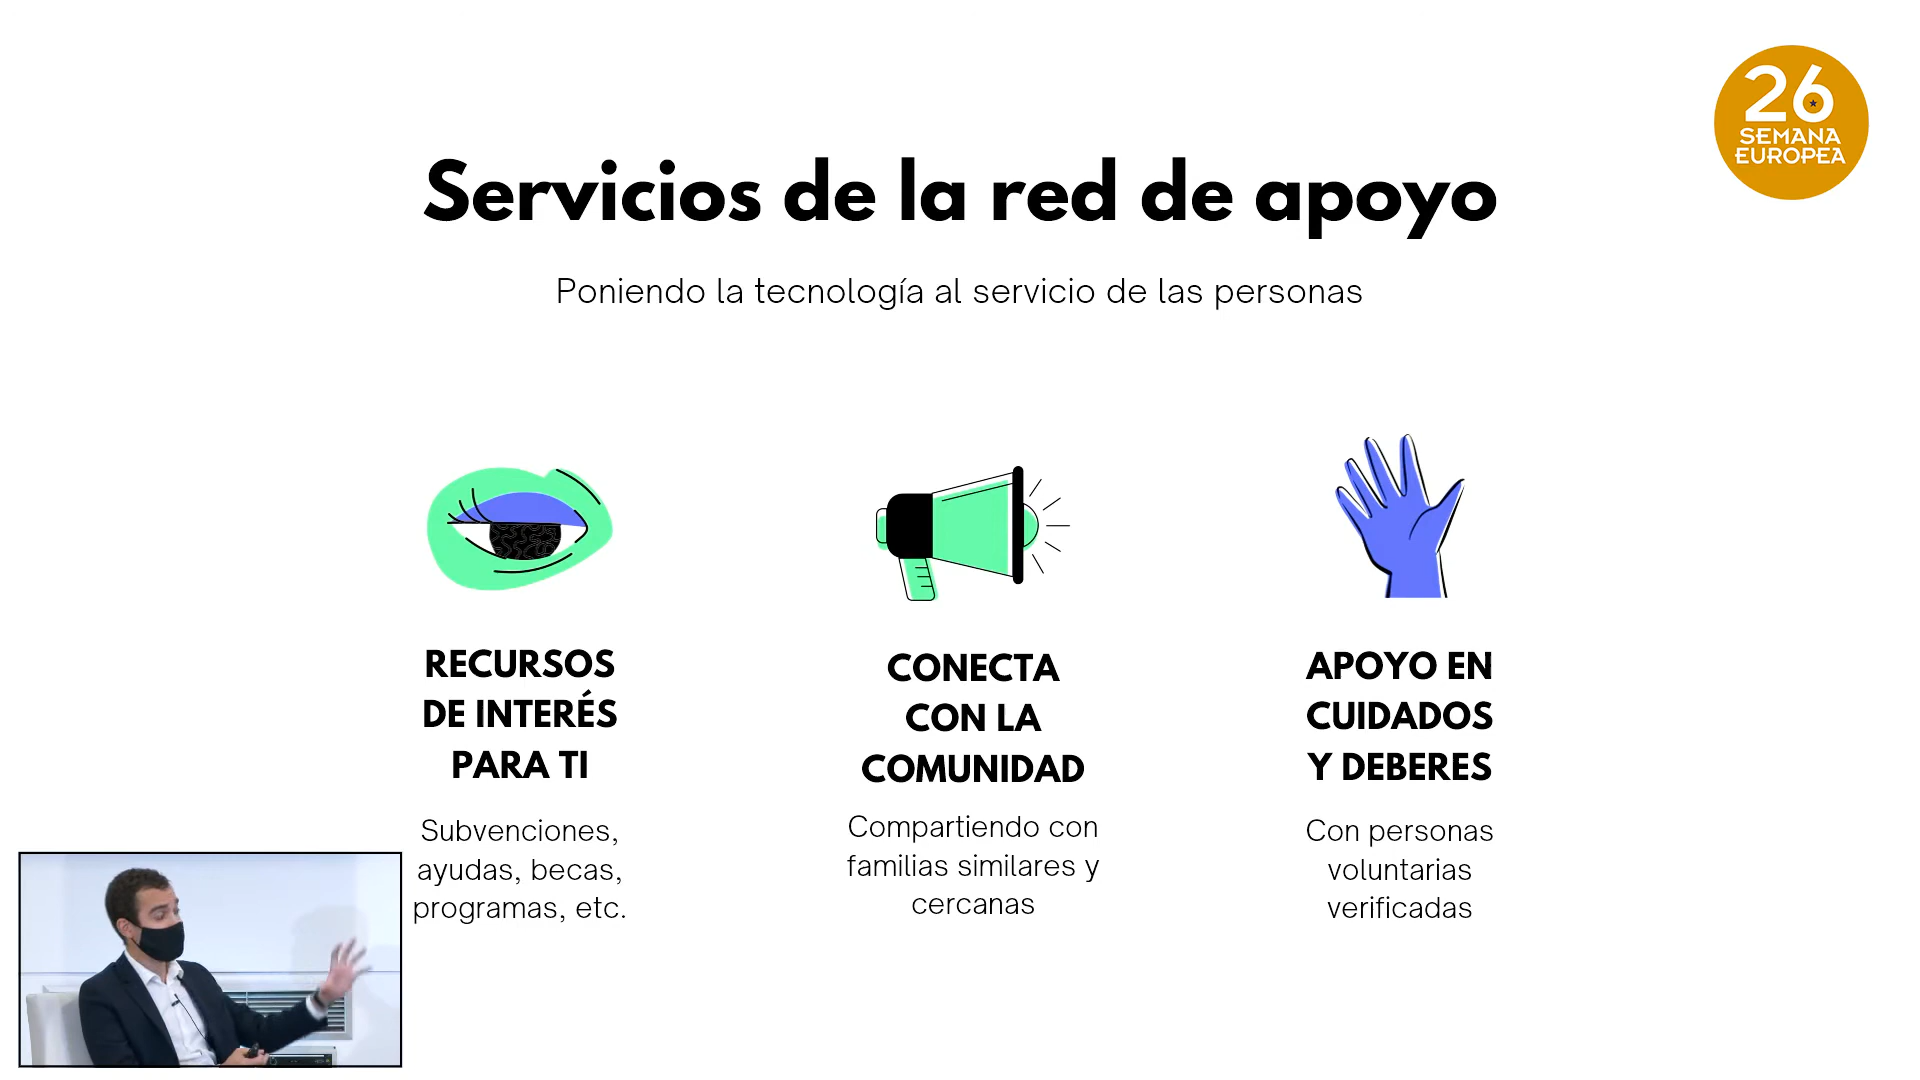 26
SEMANA
EUROPEA
Servicios de la red de apoyo
Poniendo la tecnología al servicio de las personas
RECURSOS
DE INTERÉS
PARA TI
Subvenciones,
ayudas, becas,
programas, etc.
CONECTA
CON LA
COMUNIDAD
Compartiendo con
familias similares y
cercanas
APOYO EN
CUIDADOS
Y DEBERES
Con personas
voluntarias
verificadas